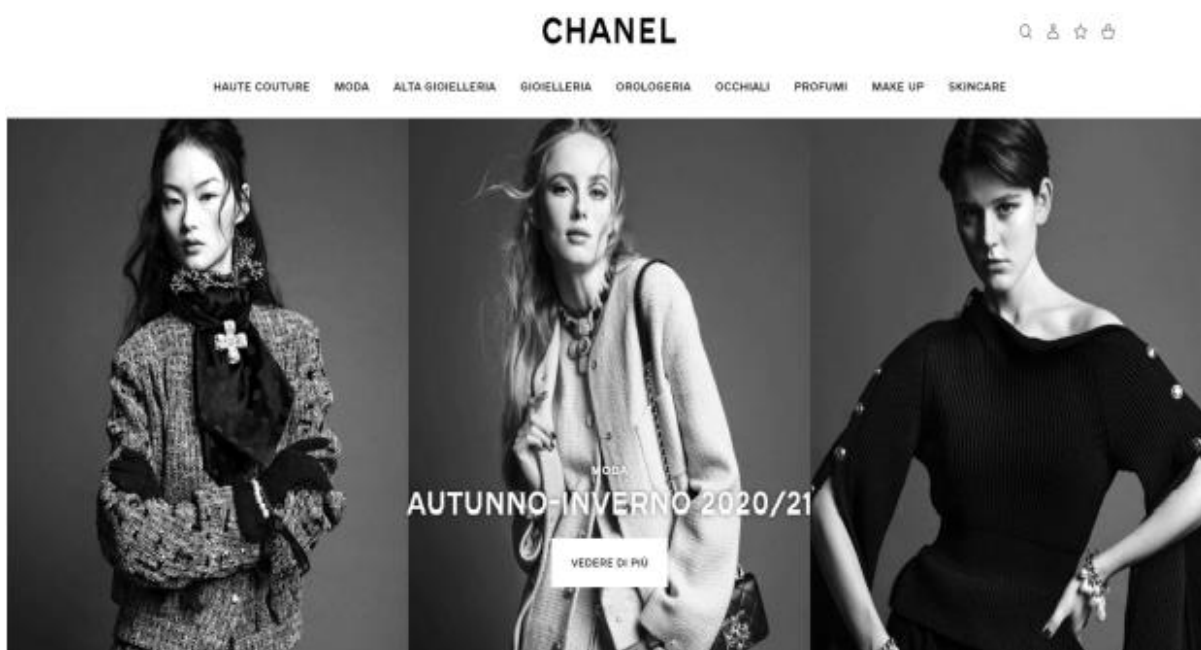 CHANEL
HAUTE COUTURE MODA ALTA GIOIELLERIA GIOIELLERIA OROLOGERIA OCCHIALI PROFUMI MAKE UP SKINCARE
MODA
AUTUNNO-INVERNO 2020/21
VEDERE DI PIÙ